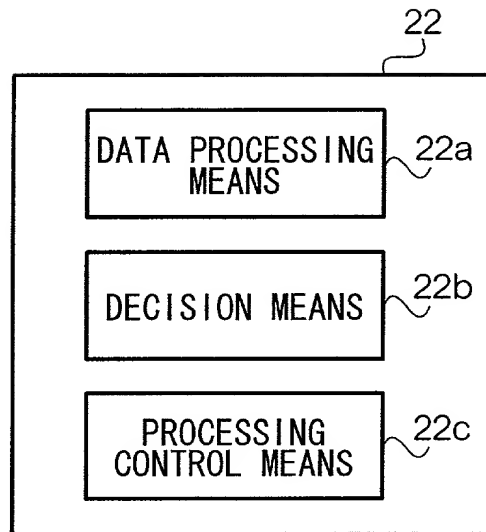 22
DATA PROCESSING
MEANS
22a
DECISION MEANS
22b
PROCESSING
CONTROL MEANS
22c